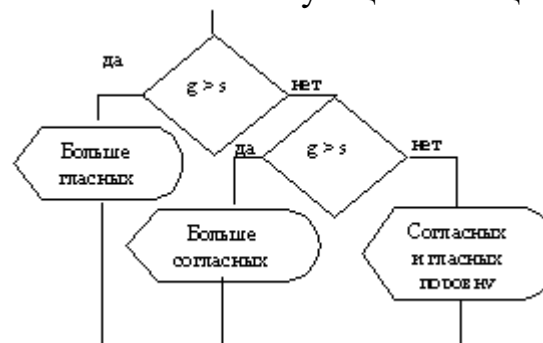 да
g > s
нет
Больше
гласных
да
g > s
нет
Больше
согласных
Согласных
и гласных
поровну